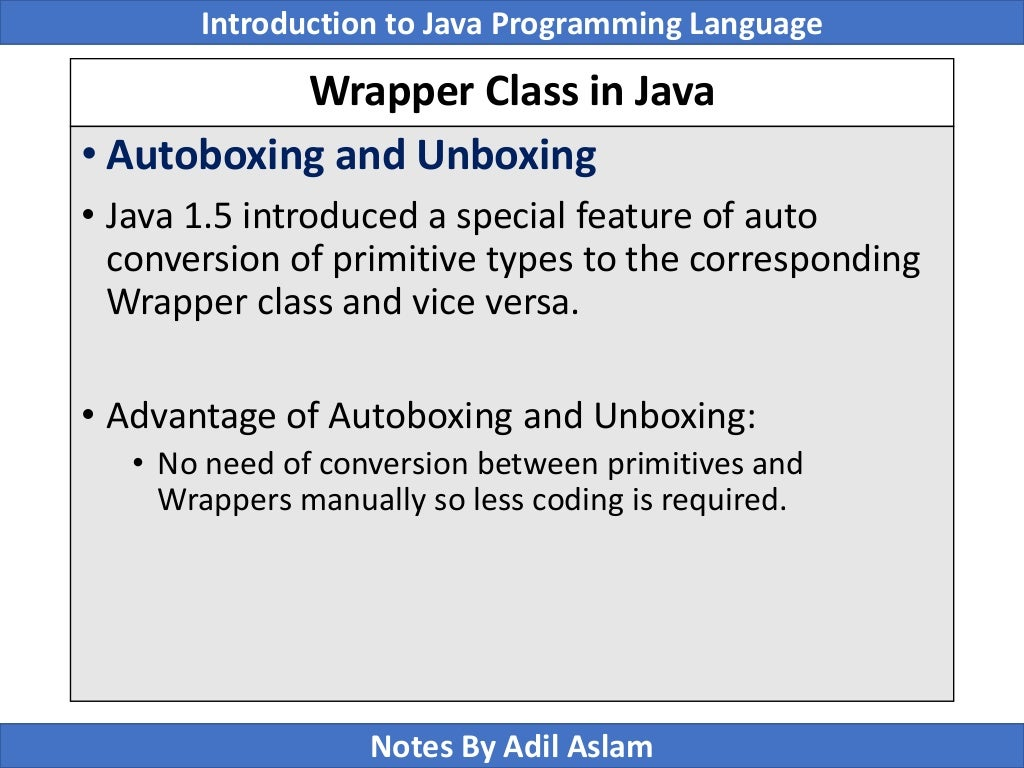 Introduction to Java Programming Language
Wrapper Class in Java
• Autoboxing and Unboxing
• Java 1.5 introduced a special feature of auto
conversion of primitive types to the corresponding
Wrapper class and vice versa.
• Advantage of Autoboxing and Unboxing:
• No need of conversion between primitives and
Wrappers manually so less coding is required.
Notes By Adil Aslam